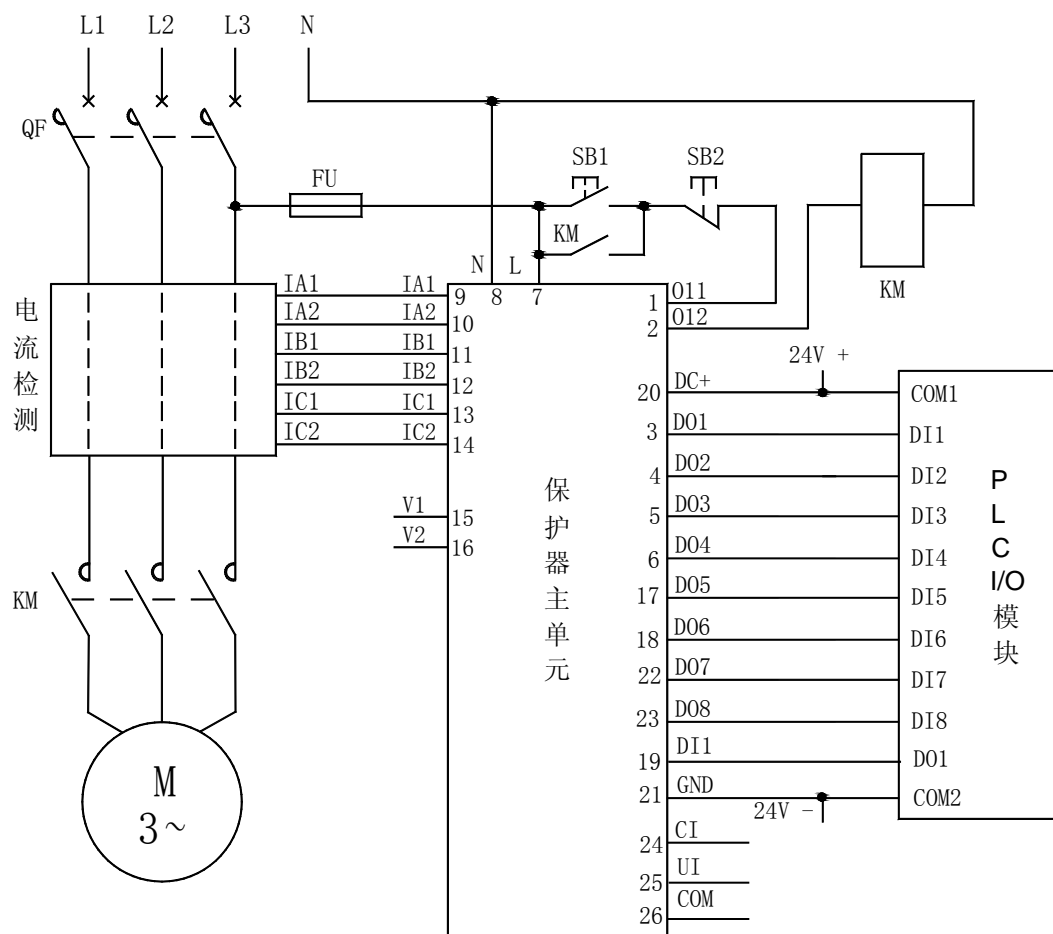 L1 L2 L3 N
QF
FU
SB1
SB2
KM
KM
N L
8 7
电流检测
IA1 IA1 9
IA2 IA2 10
IB1 IB1 11
IB2 IB2 12
IC1 IC1 13
IC2 IC2 14
V1 15
V2 16
保护器主单元
1 O11
2 O12
24V +
20 DC+ COM1
3 DO1 DI1
4 DO2 DI2
5 DO3 DI3
6 DO4 DI4
17 DO5 DI5
18 DO6 DI6
22 DO7 DI7
23 DO8 DI8
19 DI1 DO1
21 GND COM2
24V -
24 CI
25 UI
26 COM
PLC I/O模块
KM
M
3~